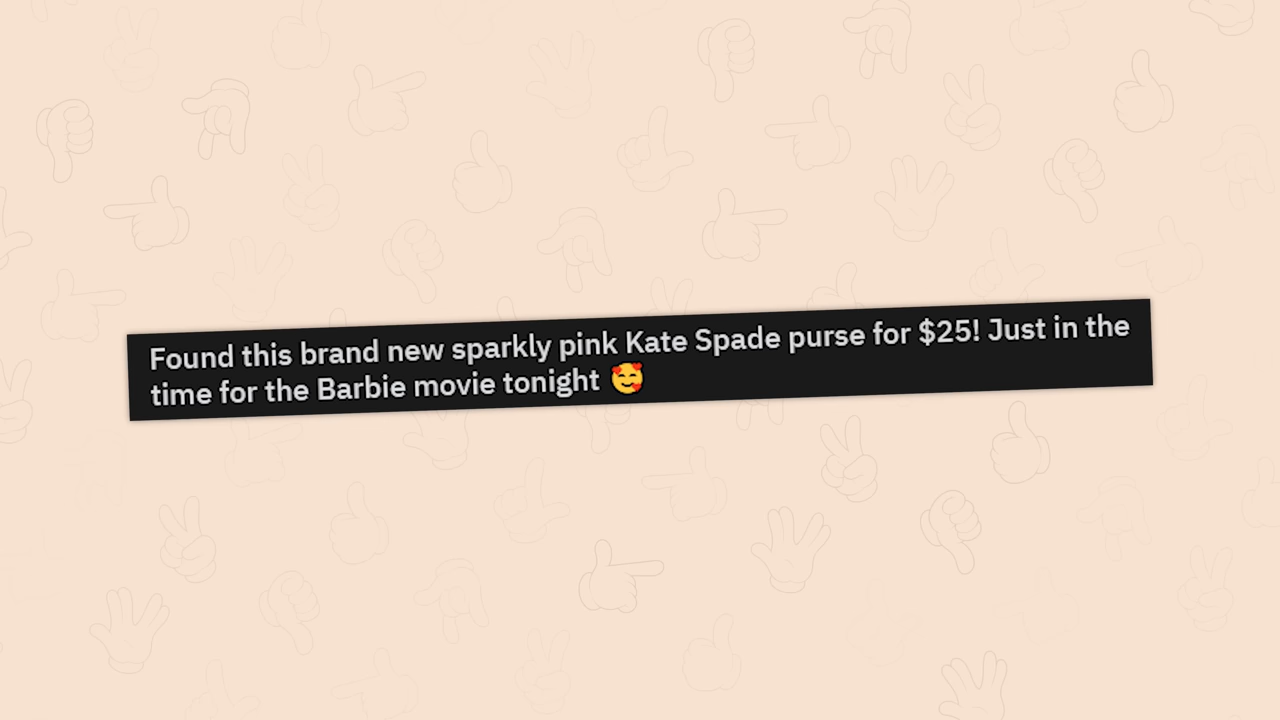 Found this brand new sparkly pink Kate Spade purse for $25! Just in the
time for the Barbie movie tonight 🥰